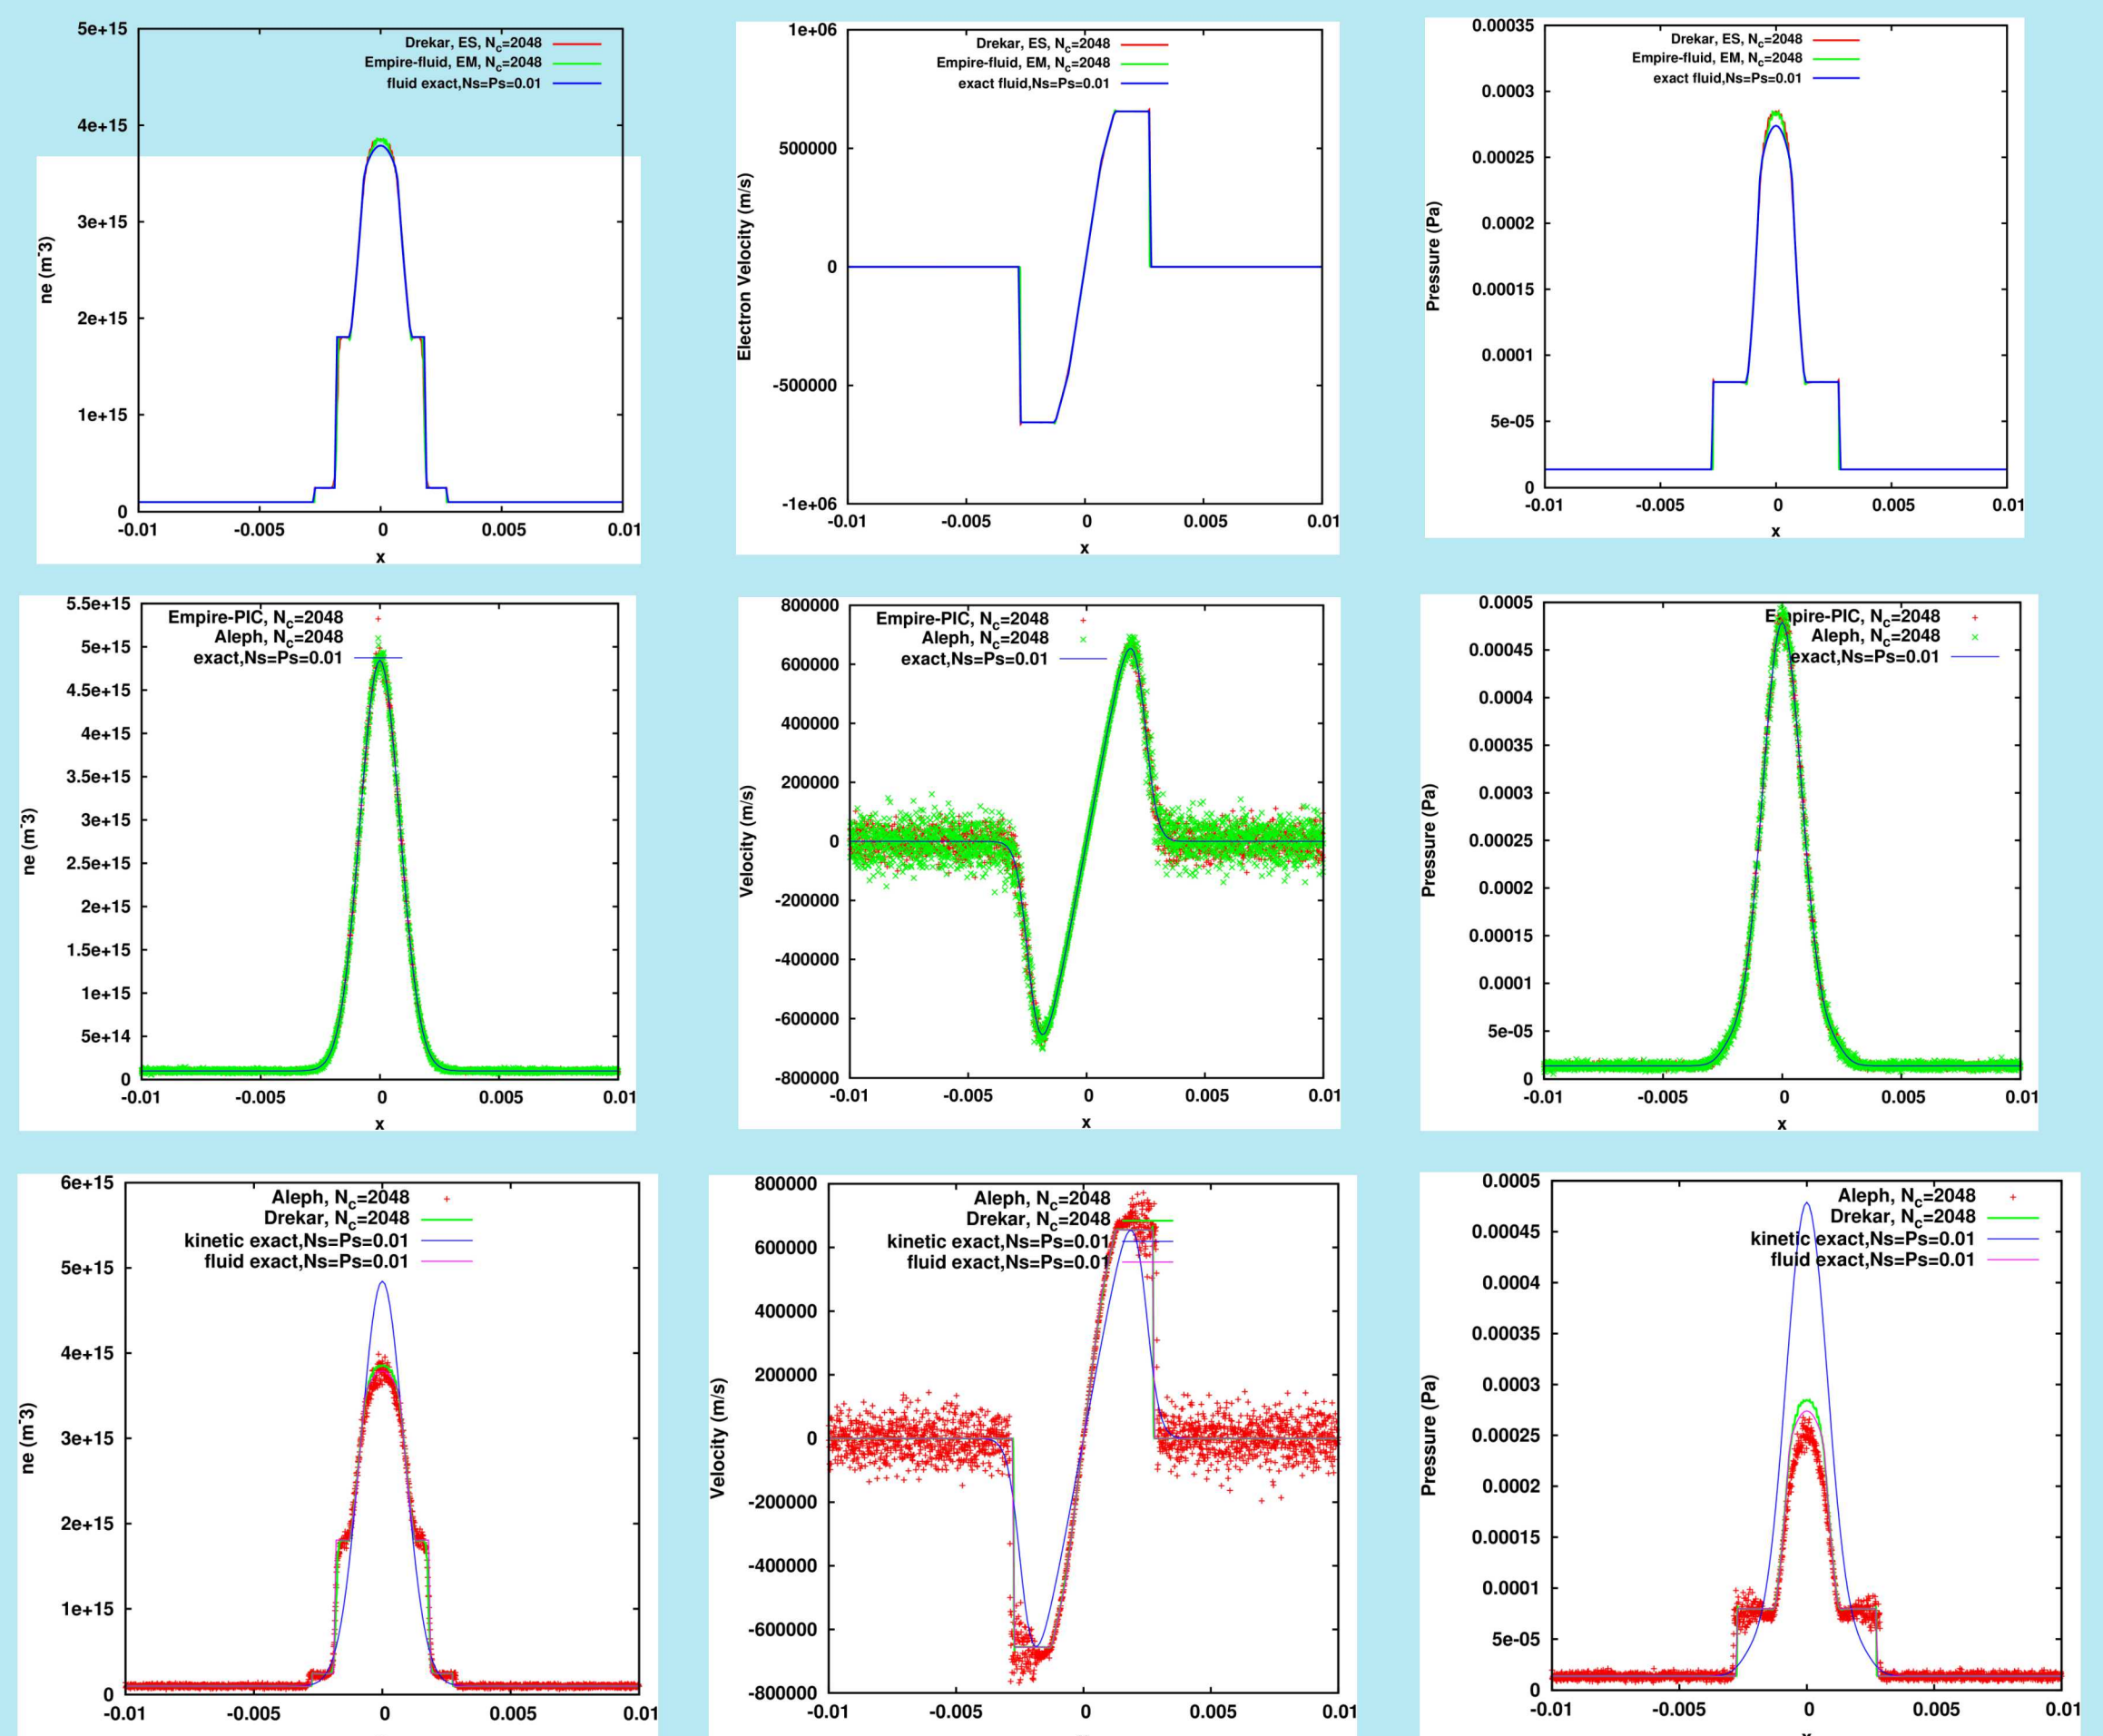 5e+15
4e+15
3e+15
2e+15
1e+15
0
ne (m^-3)
Drekar, ES, Nc=2048
Empire-fluid, EM, Nc=2048
fluid exact,Ns=Ps=0.01
-0.01 -0.005 0 0.005 0.01
x
1e+06
500000
0
-500000
-1e+06
Electron Velocity (m/s)
Drekar, ES, Nc=2048
Empire-fluid, EM, Nc=2048
exact fluid,Ns=Ps=0.01
-0.01 -0.005 0 0.005 0.01
x
0.00035
0.0003
0.00025
0.0002
0.00015
0.0001
5e-05
0
Pressure (Pa)
Drekar, ES, Nc=2048
Empire-fluid, EM, Nc=2048
exact fluid,Ns=Ps=0.01
-0.01 -0.005 0 0.005 0.01
x
5.5e+15
5e+15
4.5e+15
4e+15
3.5e+15
3e+15
2.5e+15
2e+15
1.5e+15
1e+15
5e+14
0
ne (m^-3)
Empire-PIC, Nc=2048
Aleph, Nc=2048
exact,Ns=Ps=0.01
-0.01 -0.005 0 0.005 0.01
x
800000
600000
400000
200000
0
-200000
-400000
-600000
-800000
Velocity (m/s)
Empire-PIC, Nc=2048
Aleph, Nc=2048
exact,Ns=Ps=0.01
-0.01 -0.005 0 0.005 0.01
x
0.0005
0.00045
0.0004
0.00035
0.0003
0.00025
0.0002
0.00015
0.0001
5e-05
0
Pressure (Pa)
Empire-PIC, Nc=2048
Aleph, Nc=2048
exact,Ns=Ps=0.01
-0.01 -0.005 0 0.005 0.01
x
6e+15
5e+15
4e+15
3e+15
2e+15
1e+15
0
ne (m^-3)
Aleph, Nc=2048
Drekar, Nc=2048
kinetic exact,Ns=Ps=0.01
fluid exact,Ns=Ps=0.01
-0.01 -0.005 0 0.005 0.01
800000
600000
400000
200000
0
-200000
-400000
-600000
-800000
Velocity (m/s)
Aleph, Nc=2048
Drekar, Nc=2048
kinetic exact,Ns=Ps=0.01
fluid exact,Ns=Ps=0.01
-0.01 -0.005 0 0.005 0.01
0.0005
0.00045
0.0004
0.00035
0.0003
0.00025
0.0002
0.00015
0.0001
5e-05
0
Pressure (Pa)
Aleph, Nc=2048
Drekar, Nc=2048
kinetic exact,Ns=Ps=0.01
fluid exact,Ns=Ps=0.01
-0.01 -0.005 0 0.005 0.01